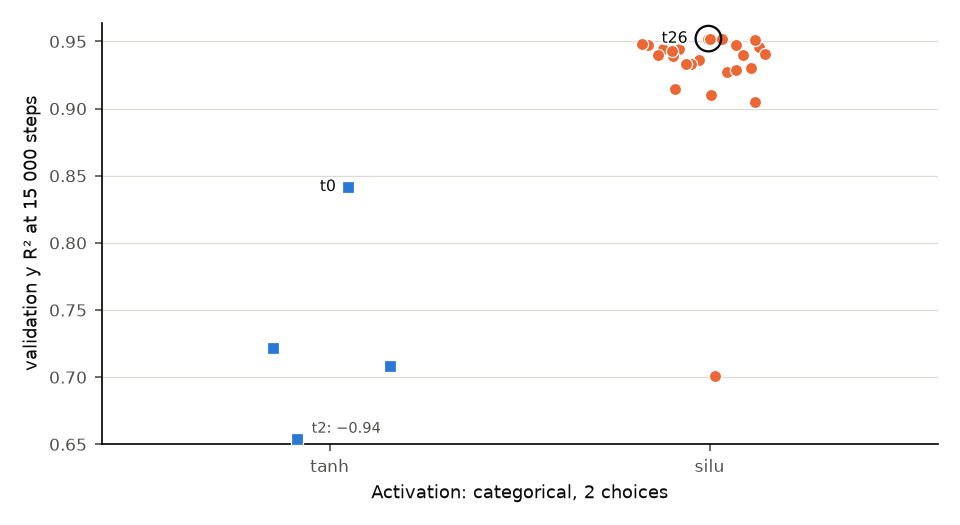 0.95
0.90
0.85
0.80
0.75
0.70
0.65
validation y R² at 15 000 steps
t26
t0
t2: −0.94
tanh
silu
Activation: categorical, 2 choices